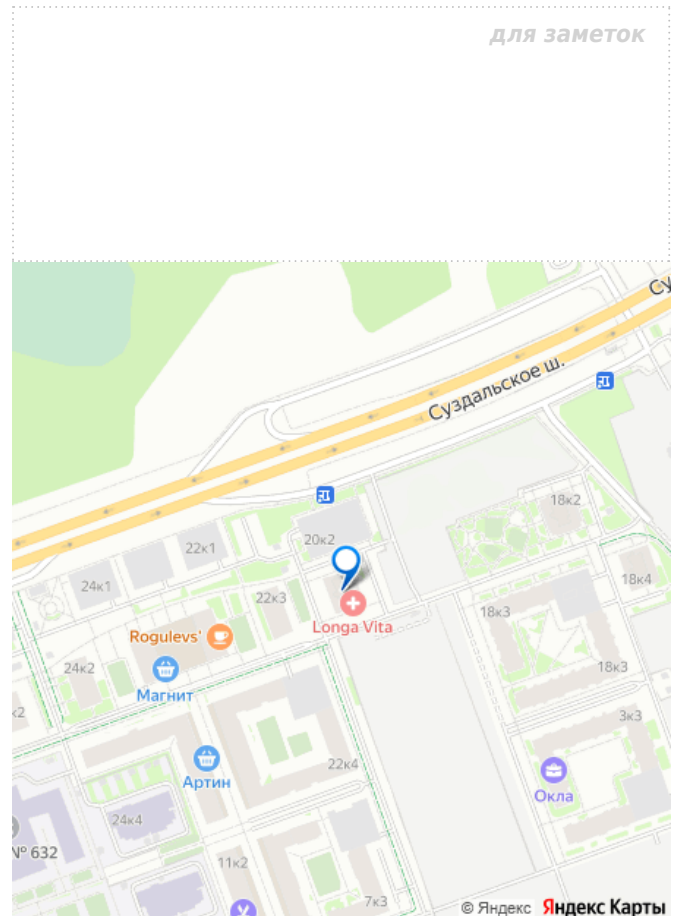 для заметок
Су
Суздальское ш.
18к2
20к2
22к1
18к4
24к1
22к3
18к3
Longa Vita
Rogulevs'
24к2
18к3
Магнит
к2
3к3
22к4
Артин
Окла
24к4
№ 632
11к2
7к3
© Яндекс Яндекс Карты